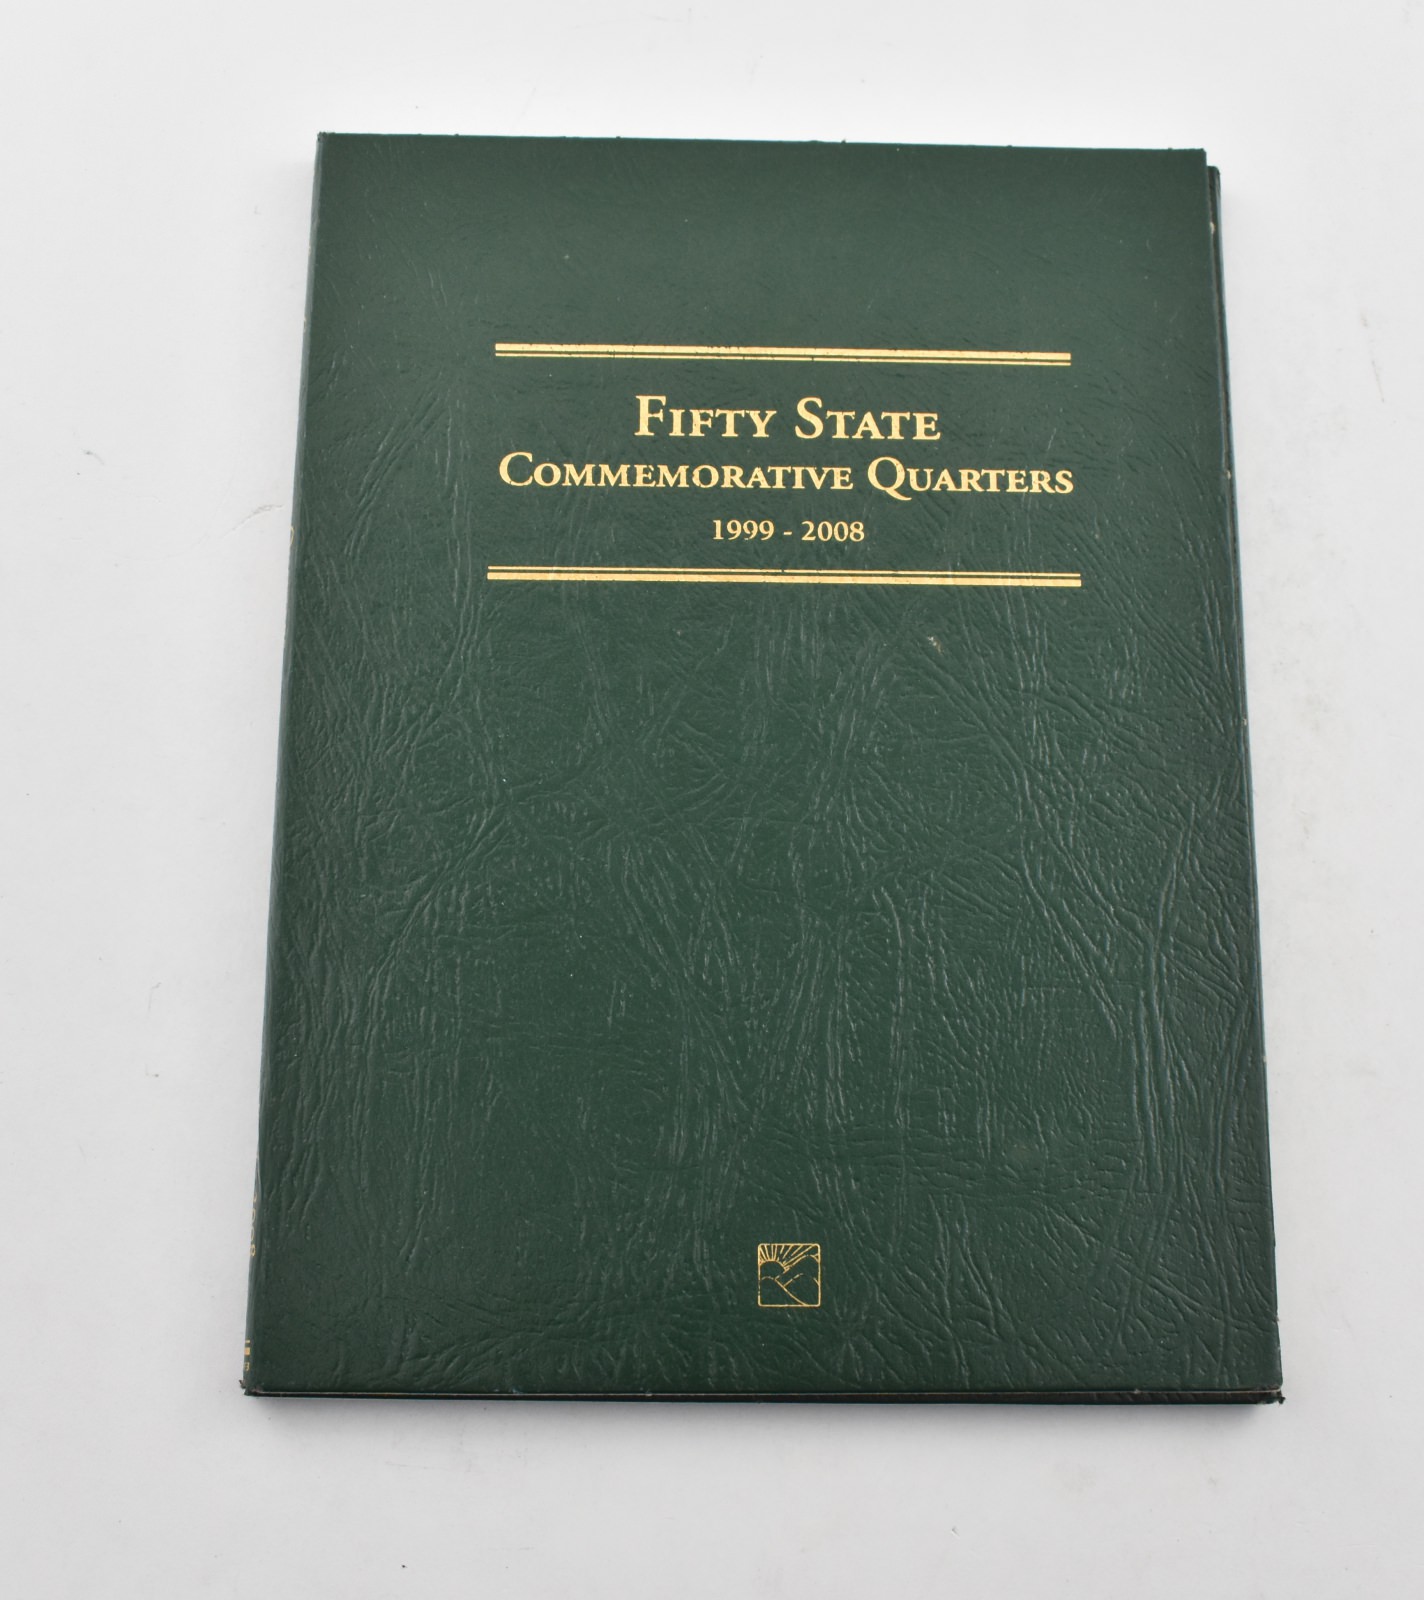 FIFTY STATE
COMMEMORATIVE QUARTERS
1999 - 2008